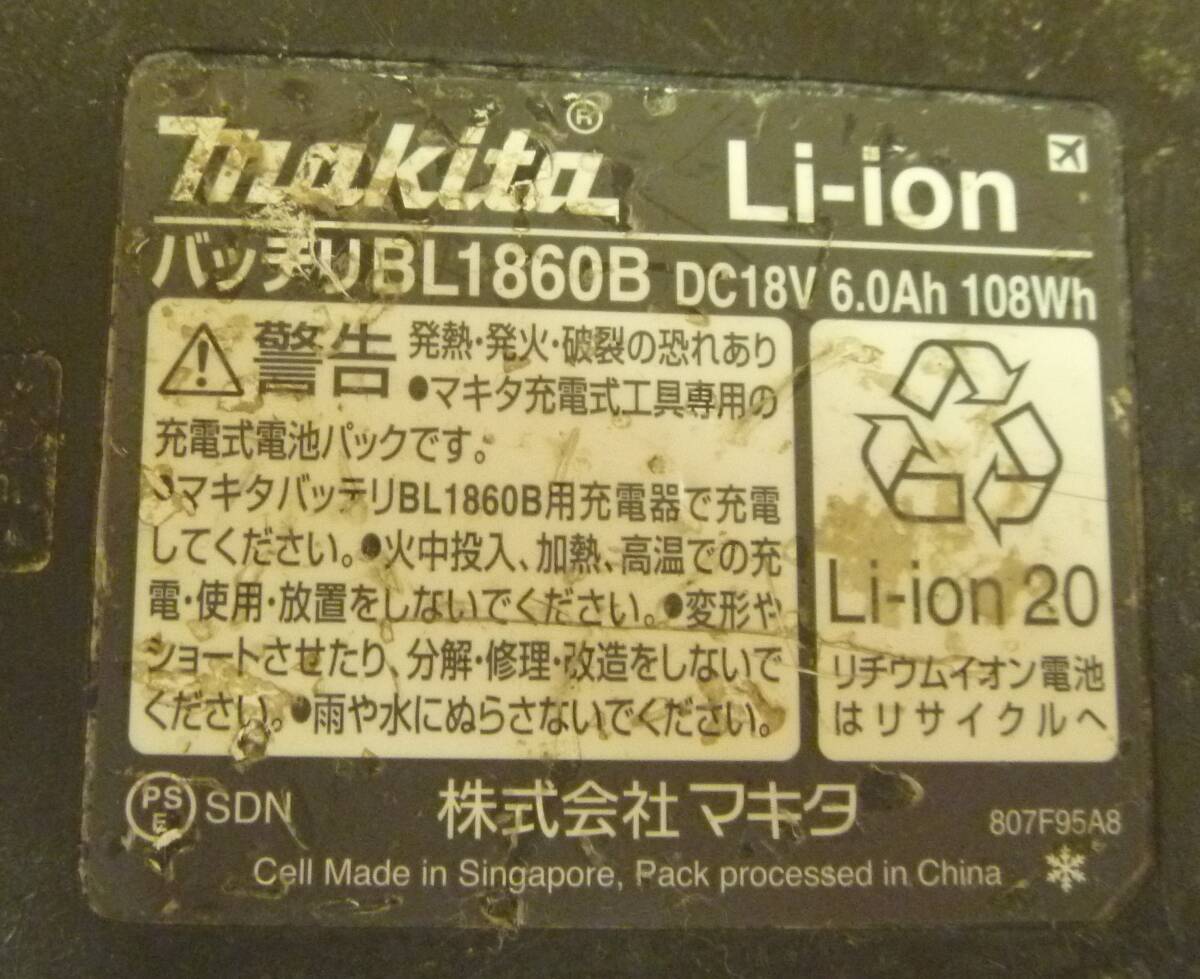 makita®
Li-ion
バッテリBL1860B DC18V 6.0Ah 108Wh
警告 発熱・発火・破裂の恐れあり
●マキタ充電式工具専用の
充電式電池パックです。
●マキタバッテリBL1860B用充電器で充電
してください。●火中投入、加熱、高温での充
電・使用・放置をしないでください。●変形や
ショートさせたり、分解・修理・改造をしないで
ください。●雨や水にぬらさないでください。
Li-ion 20
リチウムイオン電池
はリサイクルへ
PS
E
SDN
株式会社マキタ
807F95A8
Cell Made in Singapore, Pack processed in China